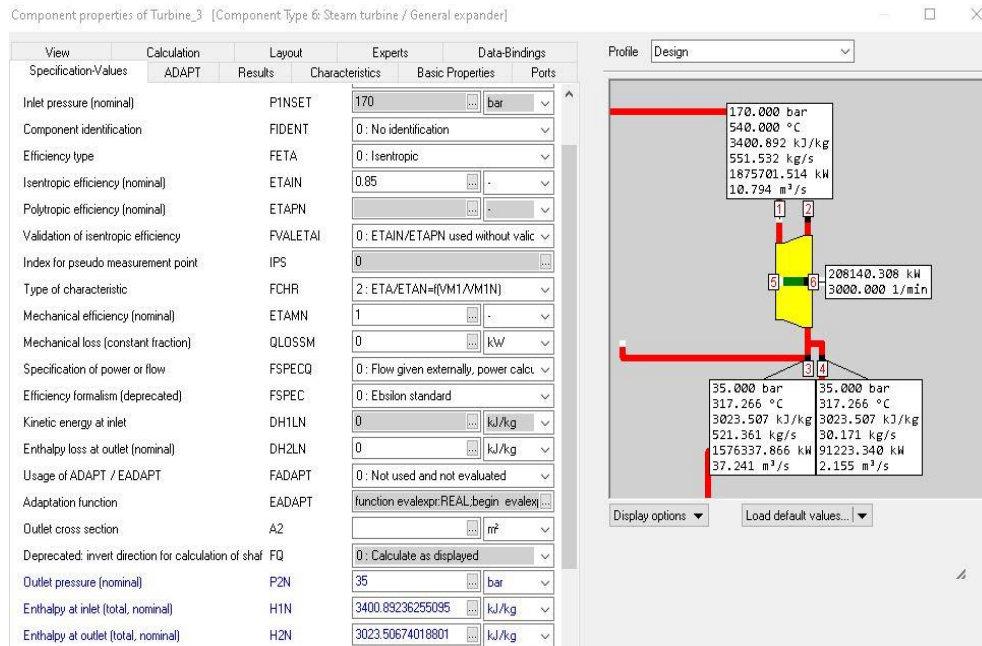 Component properties of Turbine_3 [Component Type 6: Steam turbine / General expander]
View Calculation Layout Experts Data-Bindings
Specification-Values ADAPT Results Characteristics Basic Properties Ports
Inlet pressure (nominal) P1NSET 170 ... bar
Component identification FIDENT 0 : No identification
Efficiency type FETA 0 : Isentropic
Isentropic efficiency (nominal) ETAIN 0.85 ... -
Polytropic efficiency (nominal) ETAPN ... -
Validation of isentropic efficiency FVALETAI 0 : ETAIN/ETAPN used without valic
Index for pseudo measurement point IPS 0 ...
Type of characteristic FCHR 2 : ETA/ETAN=f(VM1/VM1N)
Mechanical efficiency (nominal) ETAMN 1 ... -
Mechanical loss (constant fraction) QLOSSM 0 ... kW
Specification of power or flow FSPECQ 0 : Flow given externally, power calcu
Efficiency formalism (deprecated) FSPEC 0 : Ebsilon standard
Kinetic energy at inlet DH1LN 0 ... kJ/kg
Enthalpy loss at outlet (nominal) DH2LN 0 ... kJ/kg
Usage of ADAPT / EADAPT FADAPT 0 : Not used and not evaluated
Adaptation function EADAPT function evalexpr:REAL;begin evalexp ...
Outlet cross section A2 ... m²
Deprecated: invert direction for calculation of shaf FQ 0 : Calculate as displayed
Outlet pressure (nominal) P2N 35 ... bar
Enthalpy at inlet (total, nominal) H1N 3400.89236255095 ... kJ/kg
Enthalpy at outlet (total, nominal) H2N 3023.50674018801 ... kJ/kg
Profile Design
170.000 bar
540.000 °C
3400.892 kJ/kg
551.532 kg/s
1875701.514 kW
10.794 m³/s
1 2
5 6
208140.308 kW
3000.000 1/min
3 4
35.000 bar
317.266 °C
3023.507 kJ/kg
521.361 kg/s
1576337.866 kW
37.241 m³/s
35.000 bar
317.266 °C
3023.507 kJ/kg
30.171 kg/s
91223.340 kW
2.155 m³/s
Display options Load default values...